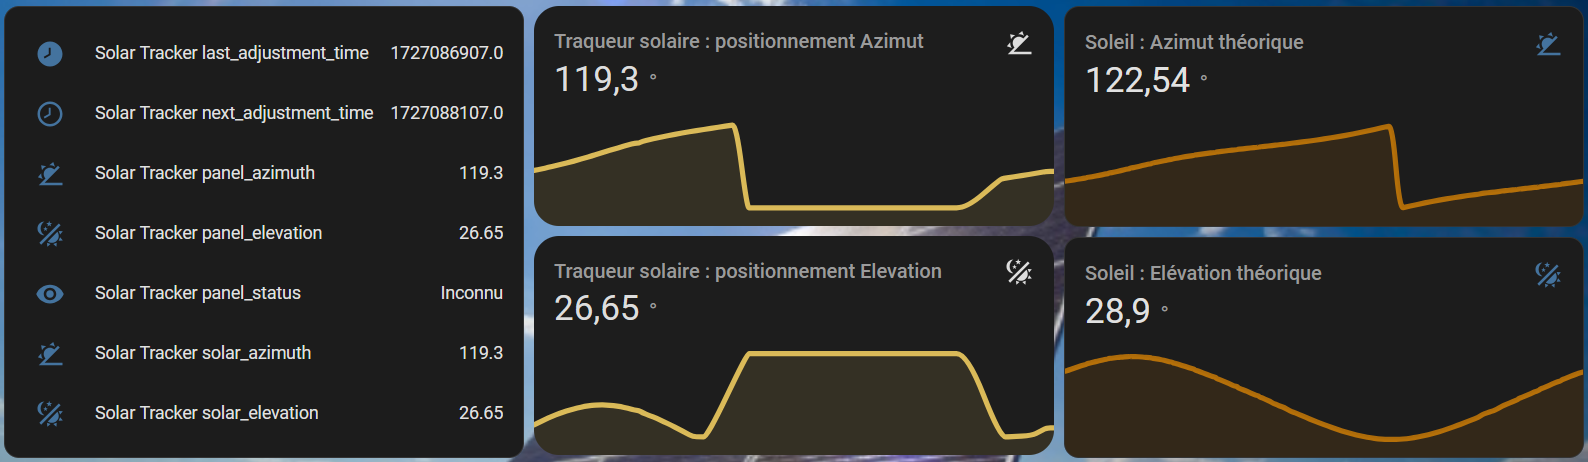 Solar Tracker last_adjustment_time 1727086907.0
Solar Tracker next_adjustment_time 1727088107.0
Solar Tracker panel_azimuth 119.3
Solar Tracker panel_elevation 26.65
Solar Tracker panel_status Inconnu
Solar Tracker solar_azimuth 119.3
Solar Tracker solar_elevation 26.65
Traqueur solaire : positionnement Azimut
119,3 °
Traqueur solaire : positionnement Elevation
26,65 °
Soleil : Azimut théorique
122,54 °
Soleil : Elévation théorique
28,9 °